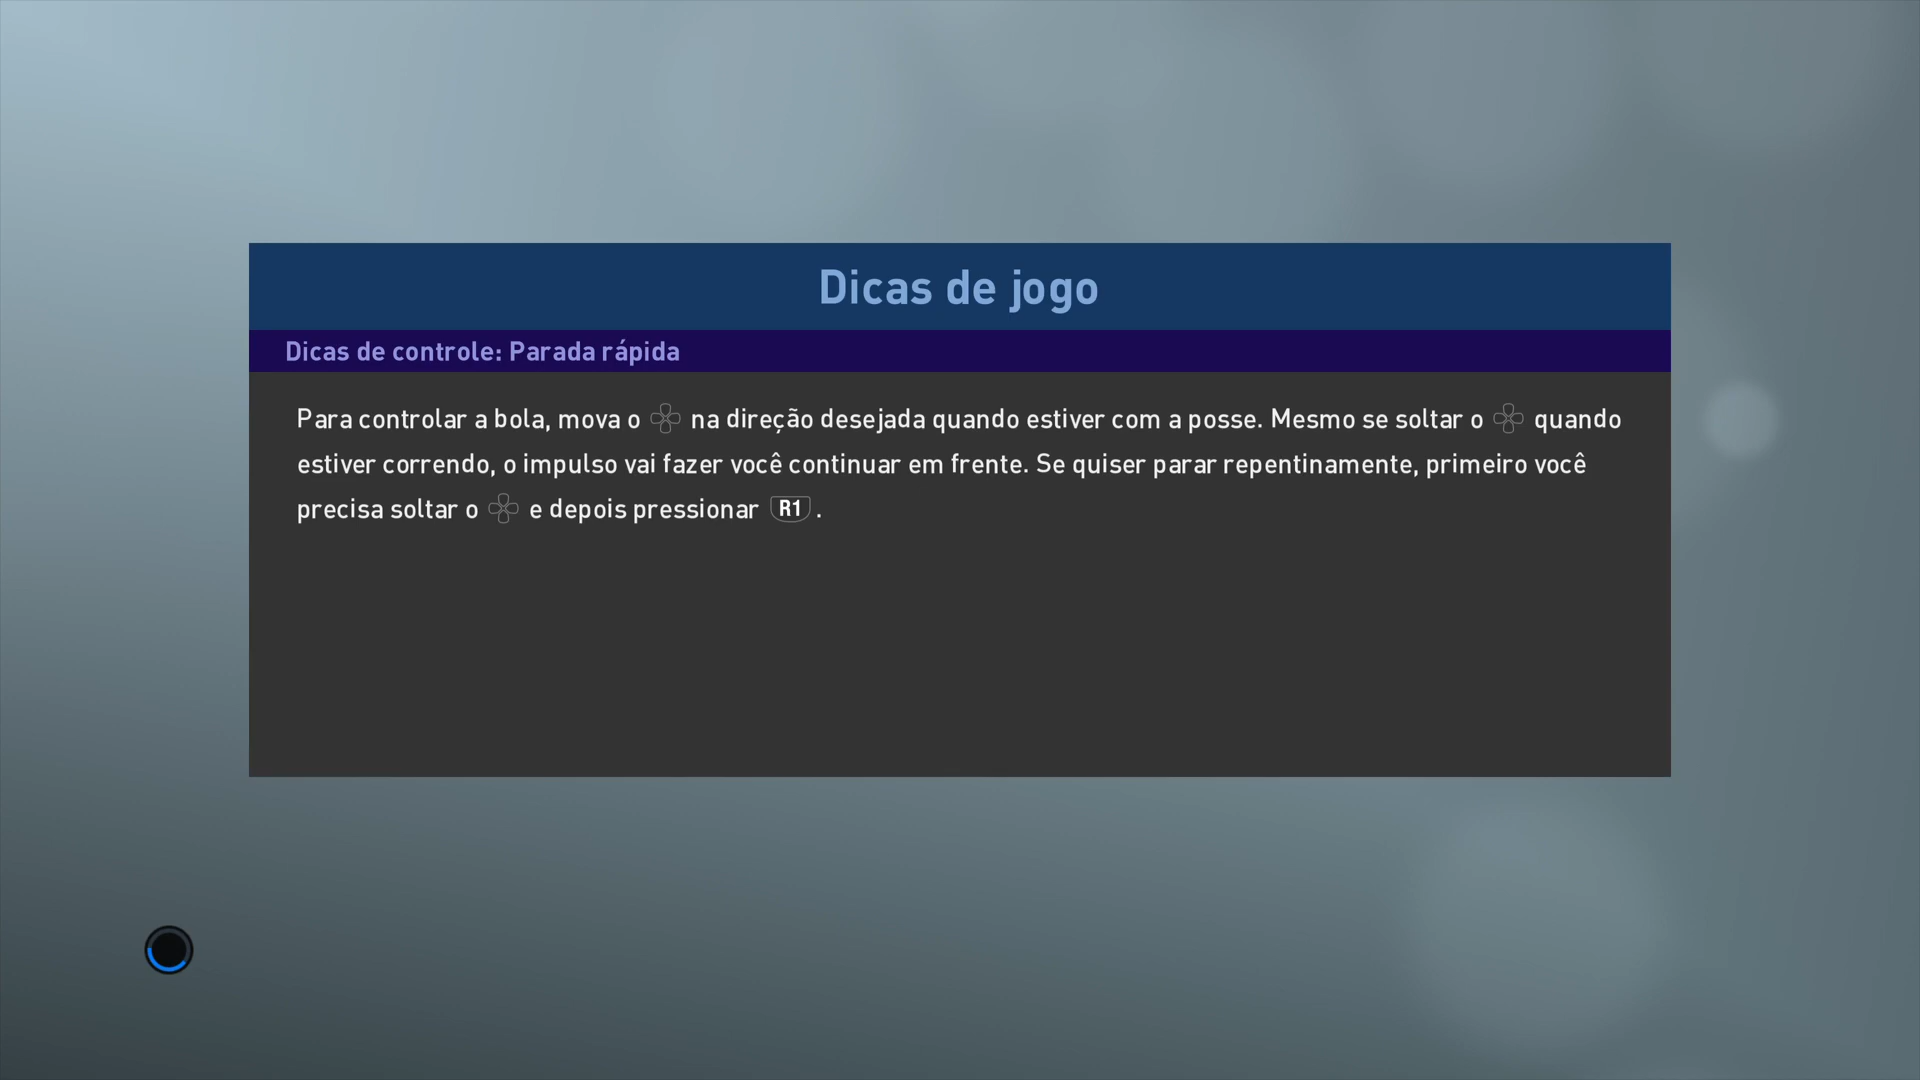 Dicas de jogo
Dicas de controle: Parada rápida
Para controlar a bola, mova o na direção desejada quando estiver com a posse. Mesmo se soltar o quando
estiver correndo, o impulso vai fazer você continuar em frente. Se quiser parar repentinamente, primeiro você
precisa soltar o e depois pressionar R1 .